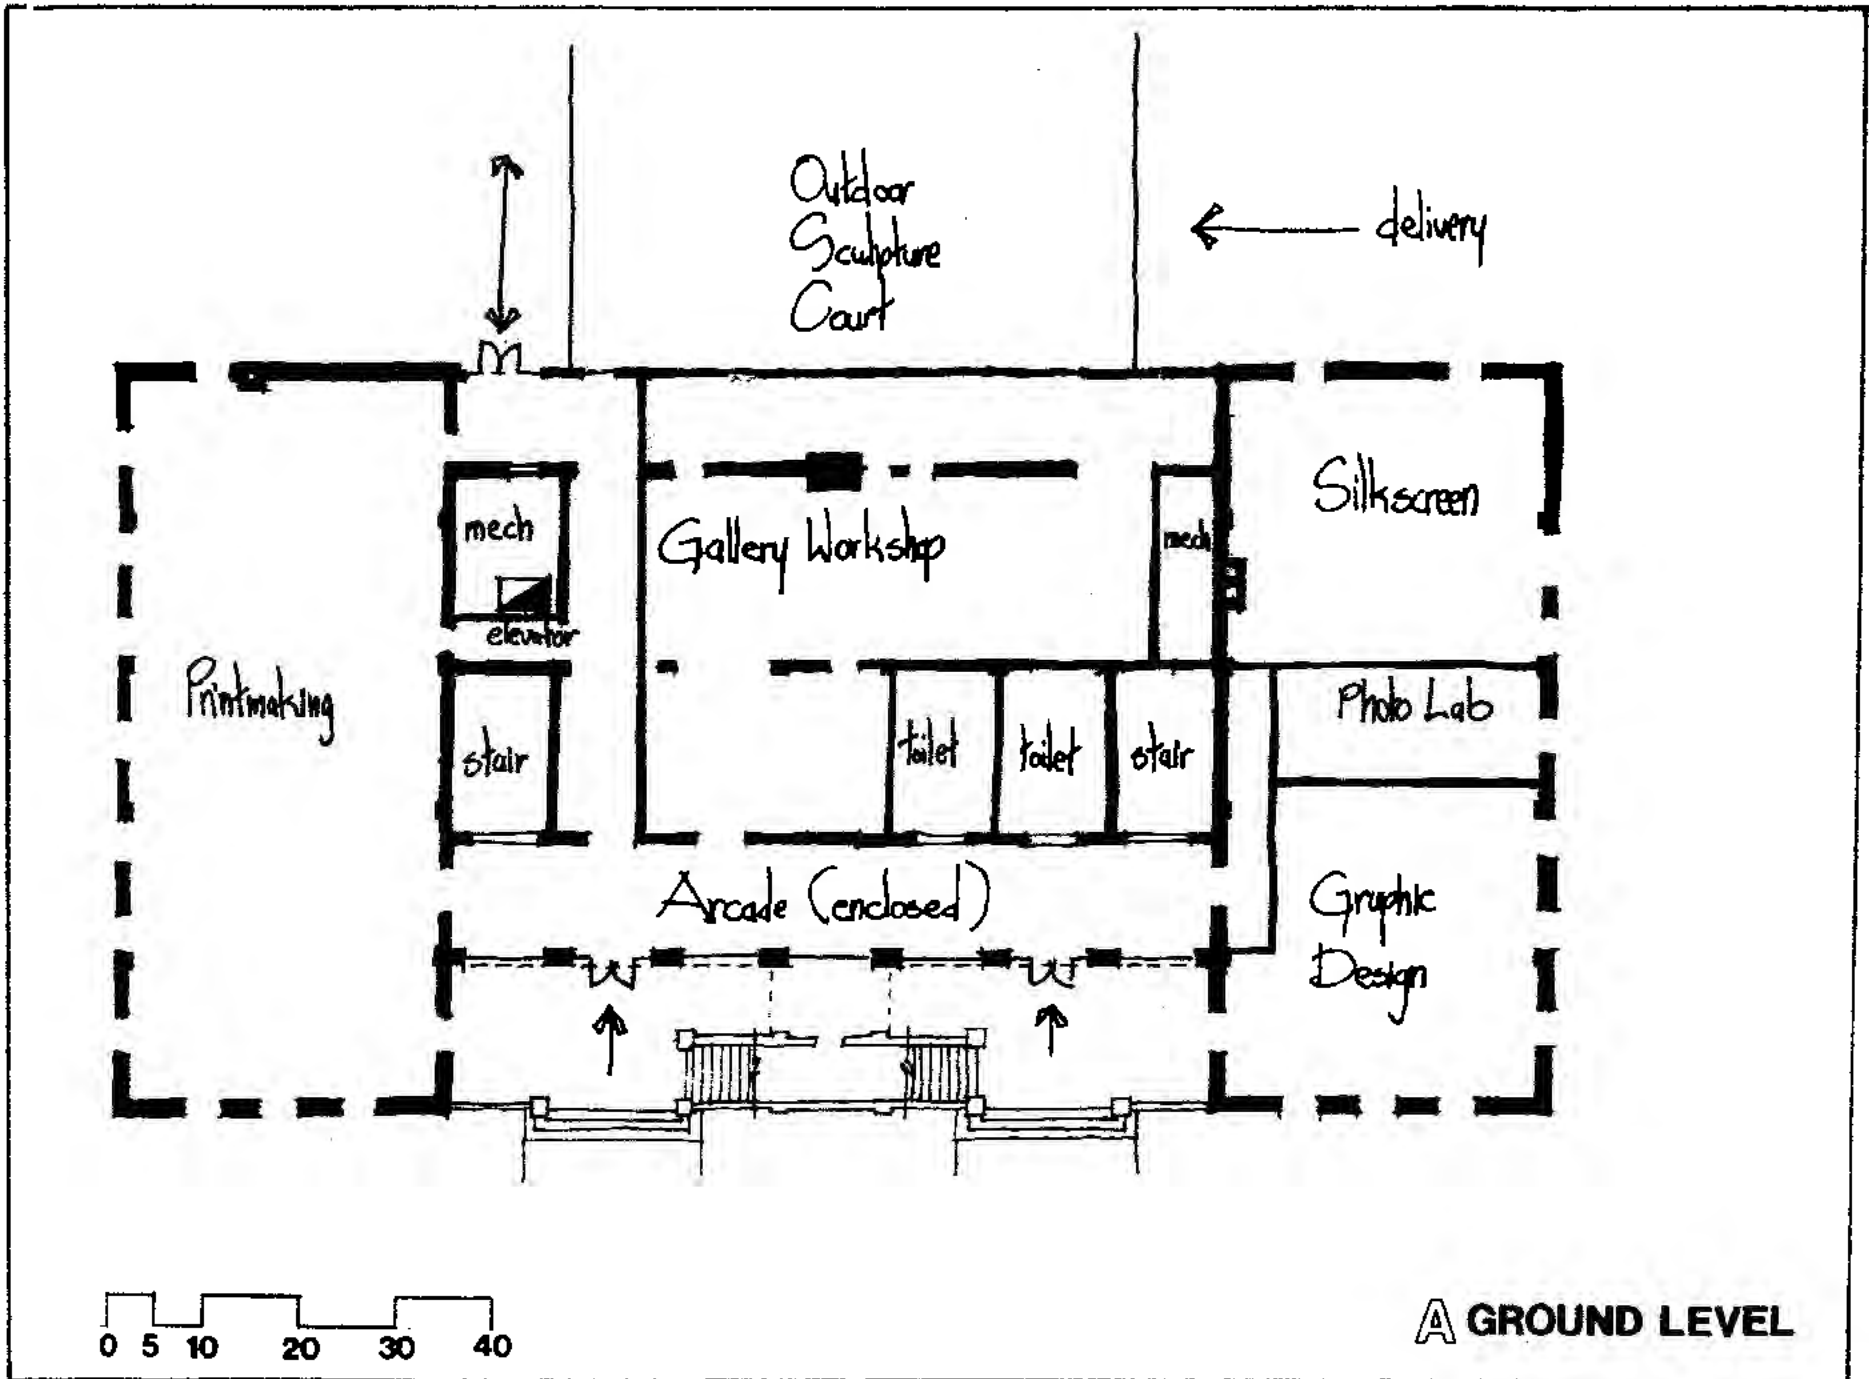 Outdoor
Sculpture
Court
delivery
mech
elevator
Gallery Workshop
mech
Silkscreen
Printmaking
stair
toilet
toilet
stair
Photo Lab
Arcade (enclosed)
Graphic
Design
0 5 10 20 30 40
A GROUND LEVEL